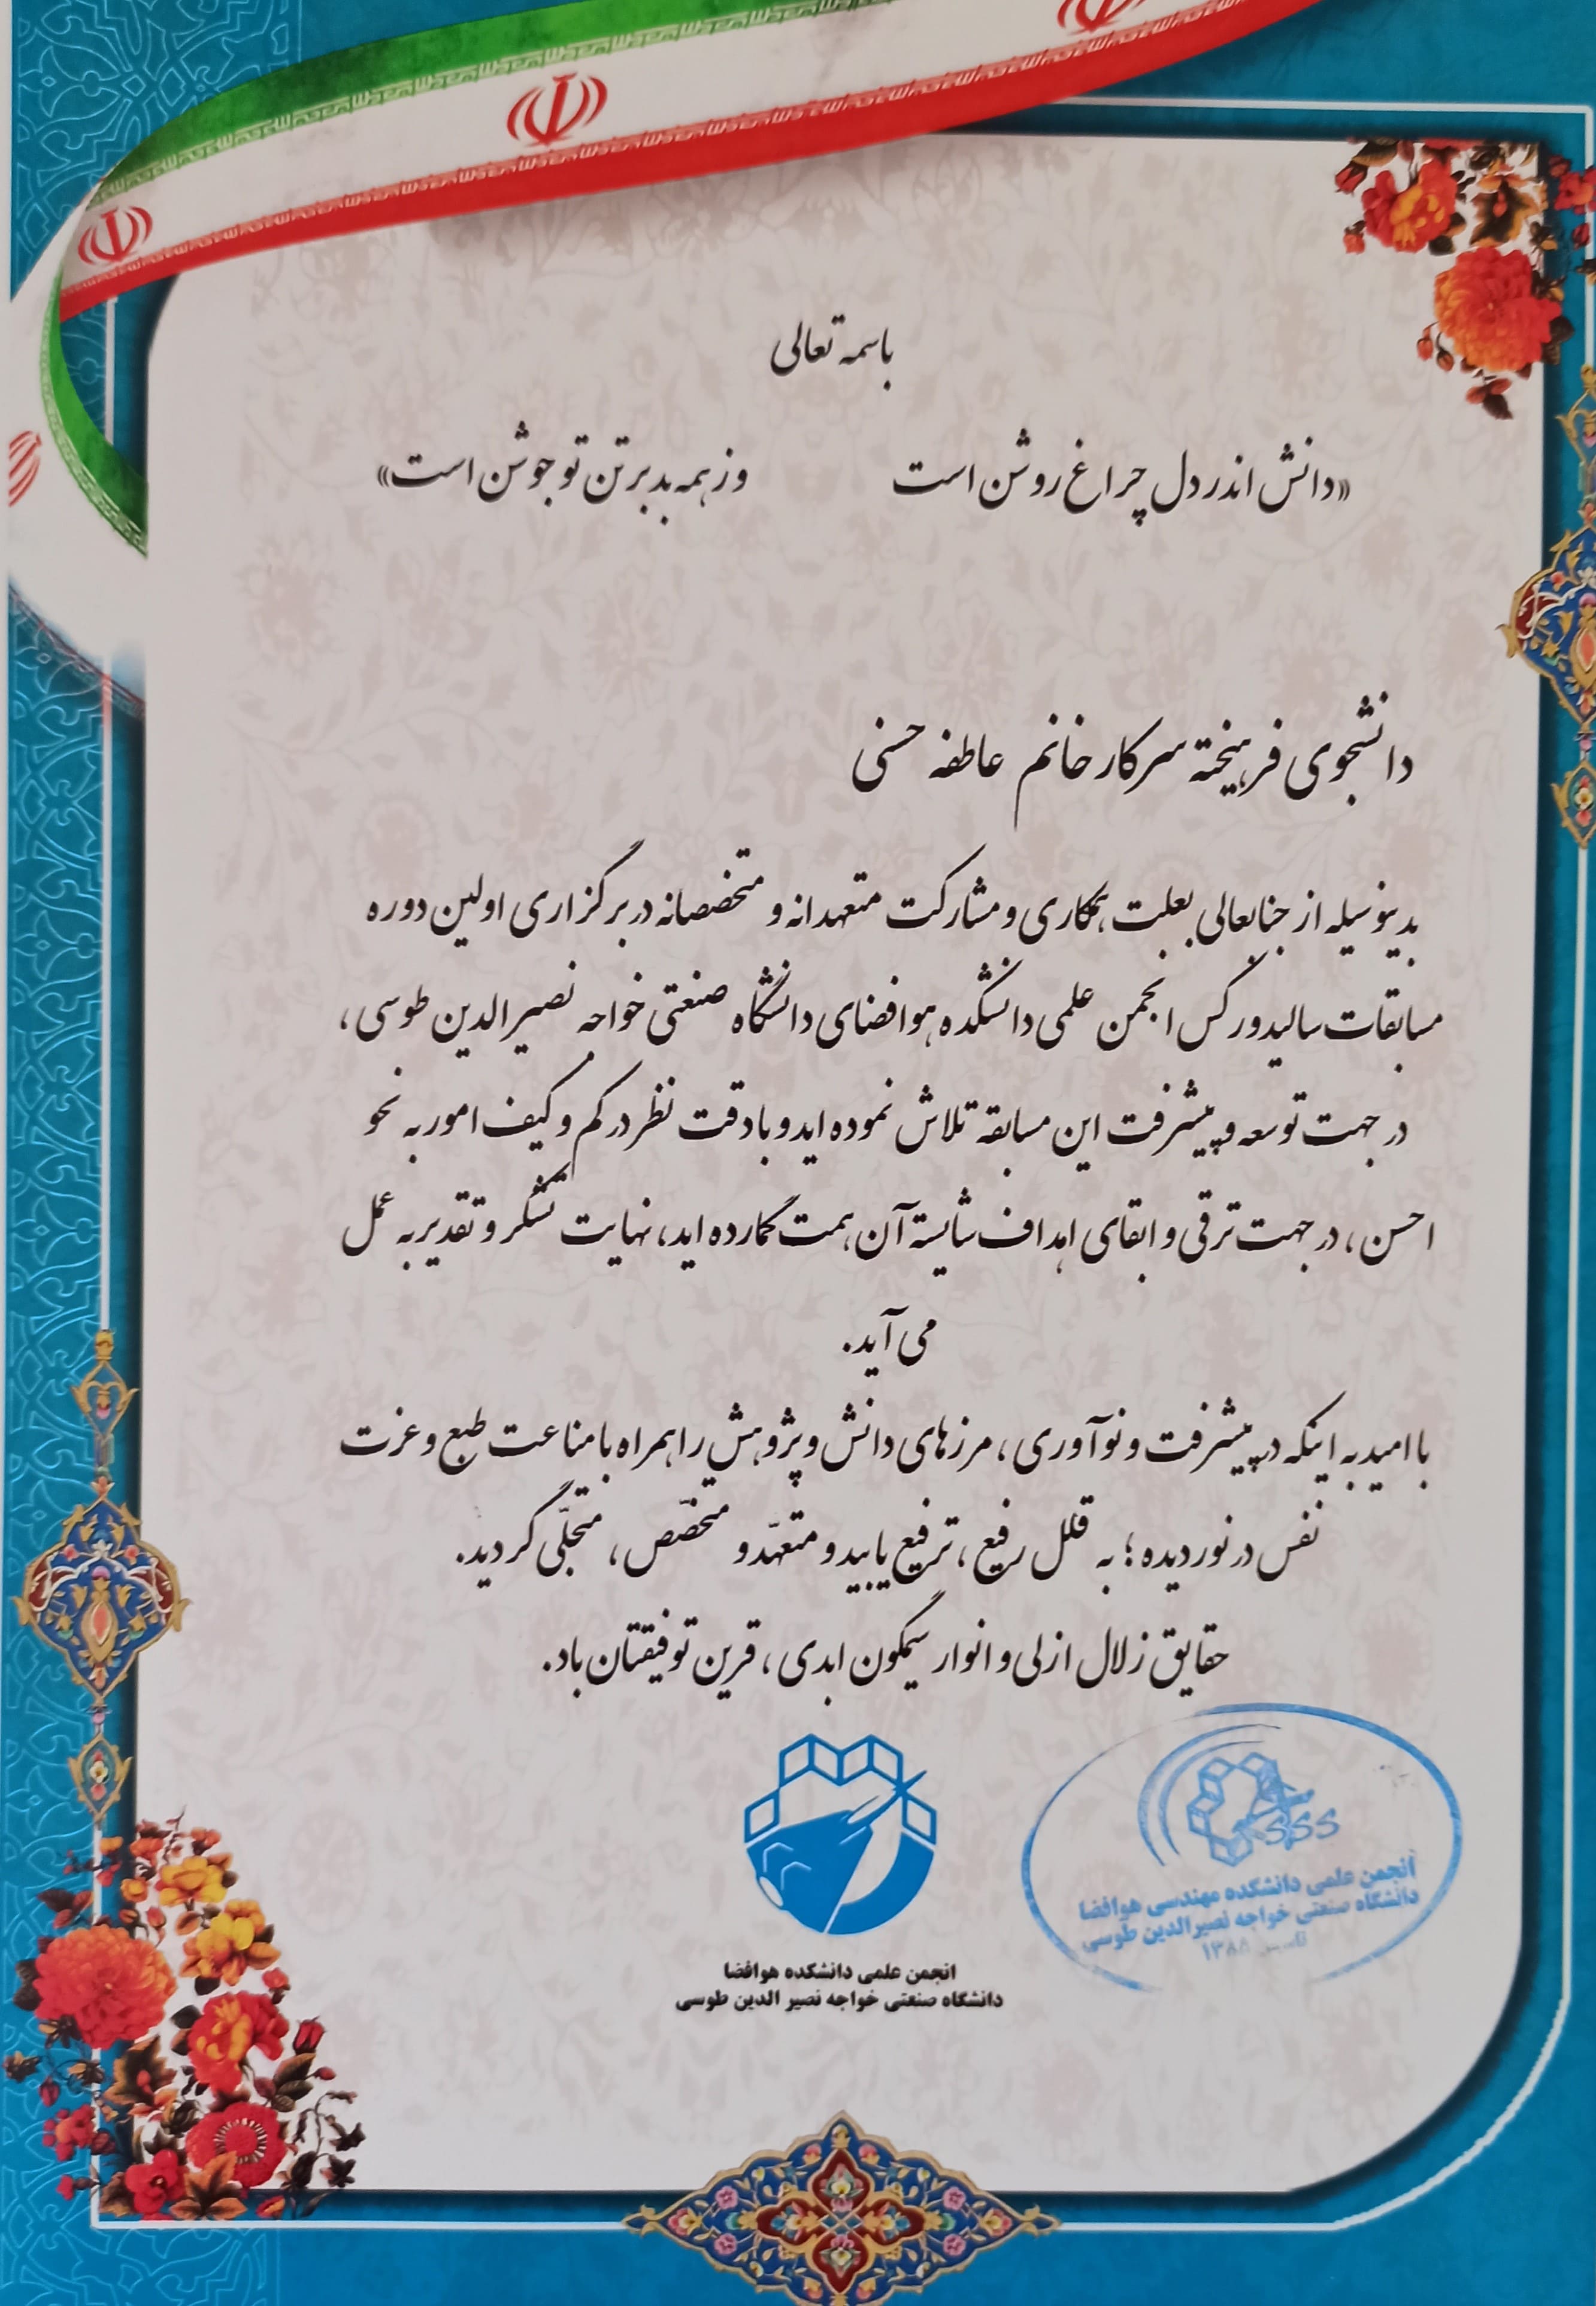 باسمه تعالی
«دانش اندر دل چراغ روشن است وز همه بد بر تن تو جوشن است»
دانشجوی فرهیخته سرکار خانم عاطفه حسنی
بدینوسیله از جنابعالی بعلت همکاری و مشارکت متعهدانه و متخصصانه در برگزاری اولین دوره
مسابقات سالیدورکس انجمن علمی دانشکده هوافضای دانشگاه صنعتی خواجه نصیرالدین طوسی،
در جهت توسعه و پیشرفت این مسابقه تلاش نموده اید و با دقت نظر در کم و کیف امور به نحو
احسن، در جهت ترقی و ابقای اهداف شایسته آن همت گمارده اید، نهایت تشکر و تقدیر به عمل
می آید.
با امید به اینکه در پیشرفت و نوآوری، مرزهای دانش و پژوهش را همراه با مناعت طبع و عزت
نفس در نوردیده؛ به قلل رفیع، ترفیع یابید و متعهّد و متخصّص، متجلّی گردید.
حقایق زلال ازلی و انوار سیمگون ابدی، قرین توفیقتان باد.
SSS
انجمن علمی دانشکده مهندسی هوافضا
دانشگاه صنعتی خواجه نصیرالدین طوسی
تاسیس ۱۳۸۸
انجمن علمی دانشکده هوافضا
دانشگاه صنعتی خواجه نصیر الدین طوسی